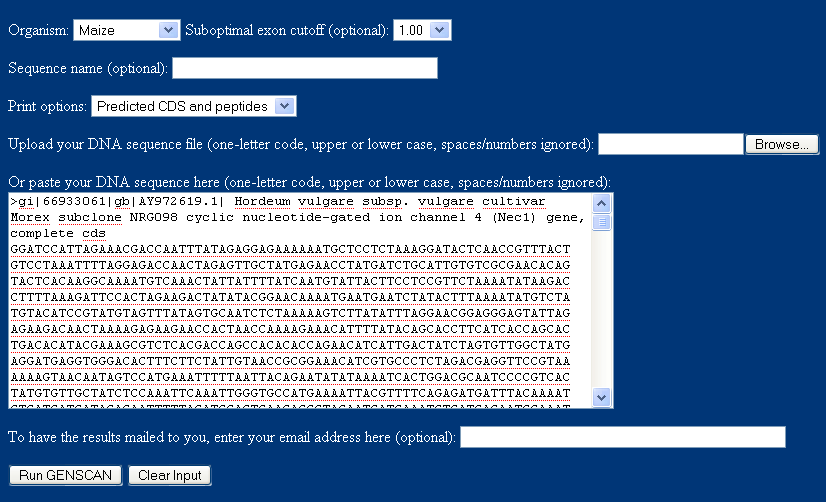 Organism: Maize Suboptimal exon cutoff (optional): 1.00
Sequence name (optional):
Print options: Predicted CDS and peptides
Upload your DNA sequence file (one-letter code, upper or lower case, spaces/numbers ignored): Browse...
Or paste your DNA sequence here (one-letter code, upper or lower case, spaces/numbers ignored):
>gi|66933061|gb|AY972619.1| Hordeum vulgare subsp. vulgare cultivar
Morex subclone NRG098 cyclic nucleotide-gated ion channel 4 (Nec1) gene,
complete cds
GGATCCATTAGAAACGACCAATTTATAGAGGAGAAAAAATGCTCCTCTAAAGGATACTCAACCGTTTACT
GTCCTAAATTTTAGGAGACCAACTAGAGTTGCTATGAGAACCTATGATCTGCATTGTGTCGCGAACACAG
TACTCACAAGGCAAAATGTCAAACTATTATTTTATCAATGTATTACTTCCTCCGTTCTAAAATATAAGAC
CTTTTAAAGATTCCACTAGAAGACTATATACGGAACAAAATGAATGAATCTATACTTTAAAATATGTCTA
TGTACATCCGTATGTAGTTTATAGTGCAATCTCTAAAAAGTCTTATATTTAGGAACGGAGGGAGTATTAG
AGAAGACAACTAAAAGAGAAGAACCACTAACCAAAAGAAACATTTTATACAGCACCTTCATCACCAGCAC
TGACACATACGAAAGCGTCTCACGACCAGCCACACACCAGAACATCATTGACTATCTAGTGTTGGCTATG
AGGATGAGGTGGGACACTTTCTTCTATTGTAACCGCGGAAACATCGTGCCCTCTAGACGAGGTTCCGTAA
AAAAGTAACAATAGTCCATGAAATTTTTAATTACAGAATATATAAAATCACTGGACGCAATCCCCGTCAC
TATGTGTTGCTATCTCCAAATTCAAATTGGGTGCCATGAAAATTACGTTTTCAGAGATGATTTACAAAAT
To have the results mailed to you, enter your email address here (optional):
Run GENSCAN Clear Input